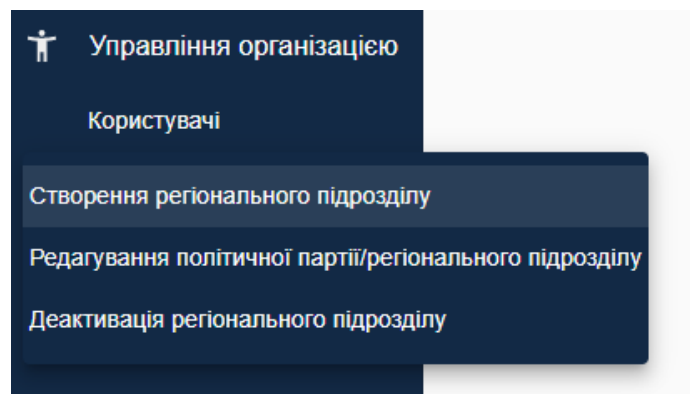 Управління організацією
Користувачі
Створення регіонального підрозділу
Редагування політичної партії/регіонального підрозділу
Деактивація регіонального підрозділу